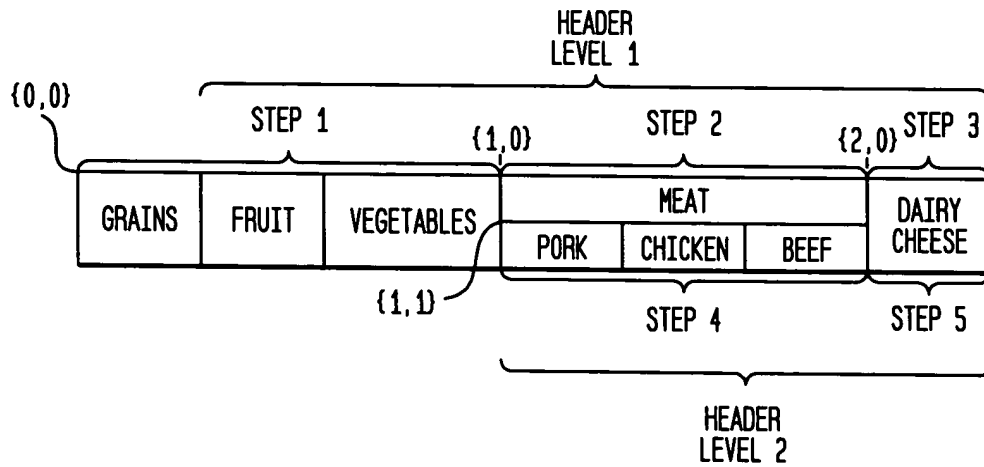 HEADER
LEVEL 1
{0,0}
STEP 1
{1,0}
STEP 2
{2,0}
STEP 3
GRAINS
FRUIT
VEGETABLES
MEAT
PORK
CHICKEN
BEEF
DAIRY
CHEESE
{1,1}
STEP 4
STEP 5
HEADER
LEVEL 2